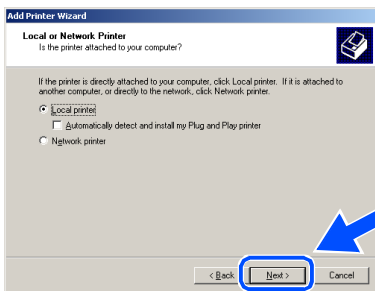 Add Printer Wizard
Local or Network Printer
Is the printer attached to your computer?
If the printer is directly attached to your computer, click Local printer. If it is attached to
another computer, or directly to the network, click Network printer.
Local printer
Automatically detect and install my Plug and Play printer
Network printer
< Back Next > Cancel